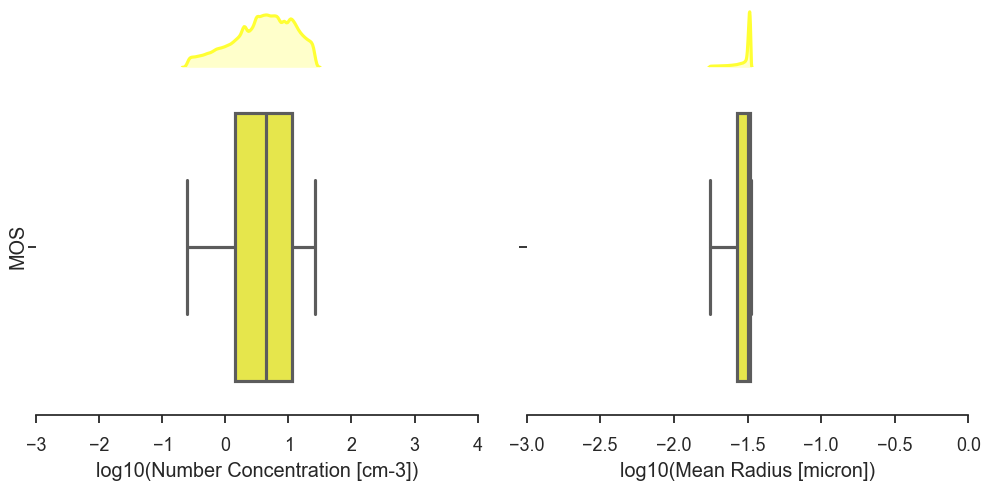 MOS
−3 −2 −1 0 1 2 3 4
log10(Number Concentration [cm-3])
−3.0 −2.5 −2.0 −1.5 −1.0 −0.5 0.0
log10(Mean Radius [micron])